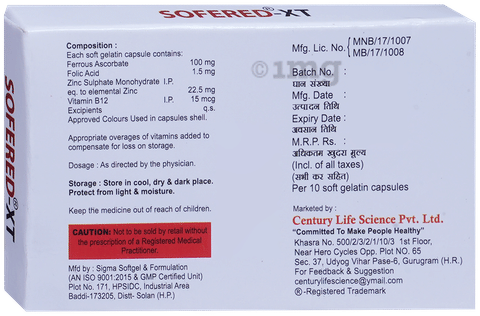 SOFERED®-XT
SOFERED®-XT
Composition :
Each soft gelatin capsule contains:
Ferrous Ascorbate 100 mg
Folic Acid 1.5 mg
Zinc Sulphate Monohydrate I.P.
eq. to elemental Zinc 22.5 mg
Vitamin B12 I.P. 15 mcg
Excipients q.s.
Approved Colours Used in capsules shell.
Appropriate overages of vitamins added to
compensate for loss on storage.
Dosage : As directed by the physician.
Storage : Store in cool, dry & dark place.
Protect from light & moisture.
Keep the medicine out of reach of children.
CAUTION: Not to be sold by retail without
the prescription of a Registered Medical
Practitioner.
Mfd by : Sigma Softgel & Formulation
(AN ISO 9001:2015 & GMP Certified Unit)
Plot No. 171, HPSIDC, Industrial Area
Baddi-173205, Distt- Solan (H.P.)
Mfg. Lic. No. { MNB/17/1007
MB/17/1008
©1mg
Batch No. :
घान संख्या
Mfg. Date :
उत्पादन तिथि
Expiry Date :
अवसान तिथि
M.R.P. Rs. :
अधिकतम खुदरा मूल्य
(Incl. of all taxes)
(सभी कर सहित)
Per 10 soft gelatin capsules
Marketed by :
Century Life Science Pvt. Ltd.
"Committed To Make People Healthy"
Khasra No. 500/2/3/2/1/10/3 1st Floor,
Near Hero Cycles Opp. Plot NO. 65
Sec. 37, Udyog Vihar Pase-6, Gurugram (H.R.)
For Feedback & Suggestion
centurylifescience@ymail.com
®-Registered Trademark